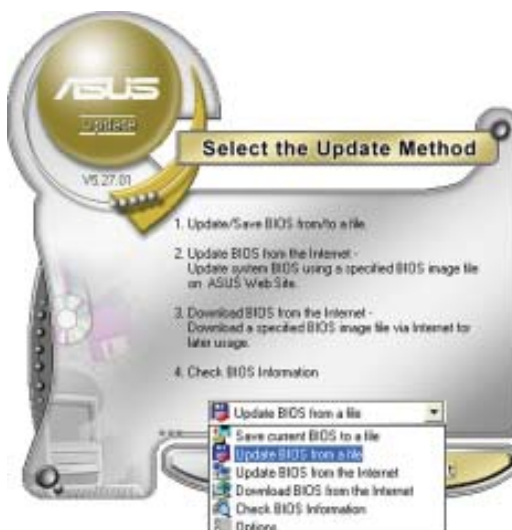 ASUS
Update
V5.27.01
Select the Update Method
1. Update/Save BIOS from/to a file.
2. Update BIOS from the Internet -
Update system BIOS using a specified BIOS image file
on ASUS Web Site.
3. Download BIOS from the Internet -
Download a specified BIOS image file via Internet for
later usage.
4. Check BIOS Information
Update BIOS from a file
Save current BIOS to a file
Update BIOS from a file
Update BIOS from the Internet
Download BIOS from the Internet
Check BIOS Information
Options